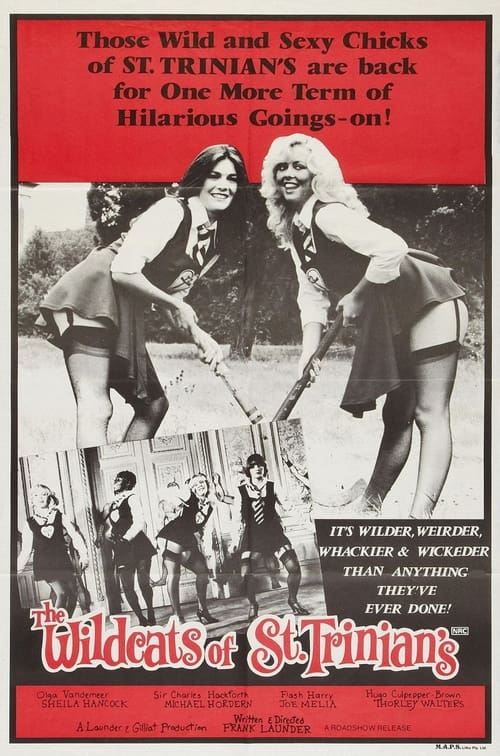 Those Wild and Sexy Chicks
of ST. TRINIAN'S are back
for One More Term of
Hilarious Goings-on!
IT'S WILDER, WEIRDER,
WHACKIER & WICKEDER
THAN ANYTHING
THEY'VE
EVER DONE!
The
Wildcats of St. Trinian's
NRC
Olga Vandemeer
SHEILA HANCOCK
Sir Charles Hackforth
MICHAEL HORDERN
Flash Harry
JOE MELIA
Hugo Culpepper-Brown
THORLEY WALTERS
A Launder & Gilliat Production
Written & Directed
FRANK LAUNDER
A ROADSHOW RELEASE
M.A.P.S. Litho Pty. Ltd.